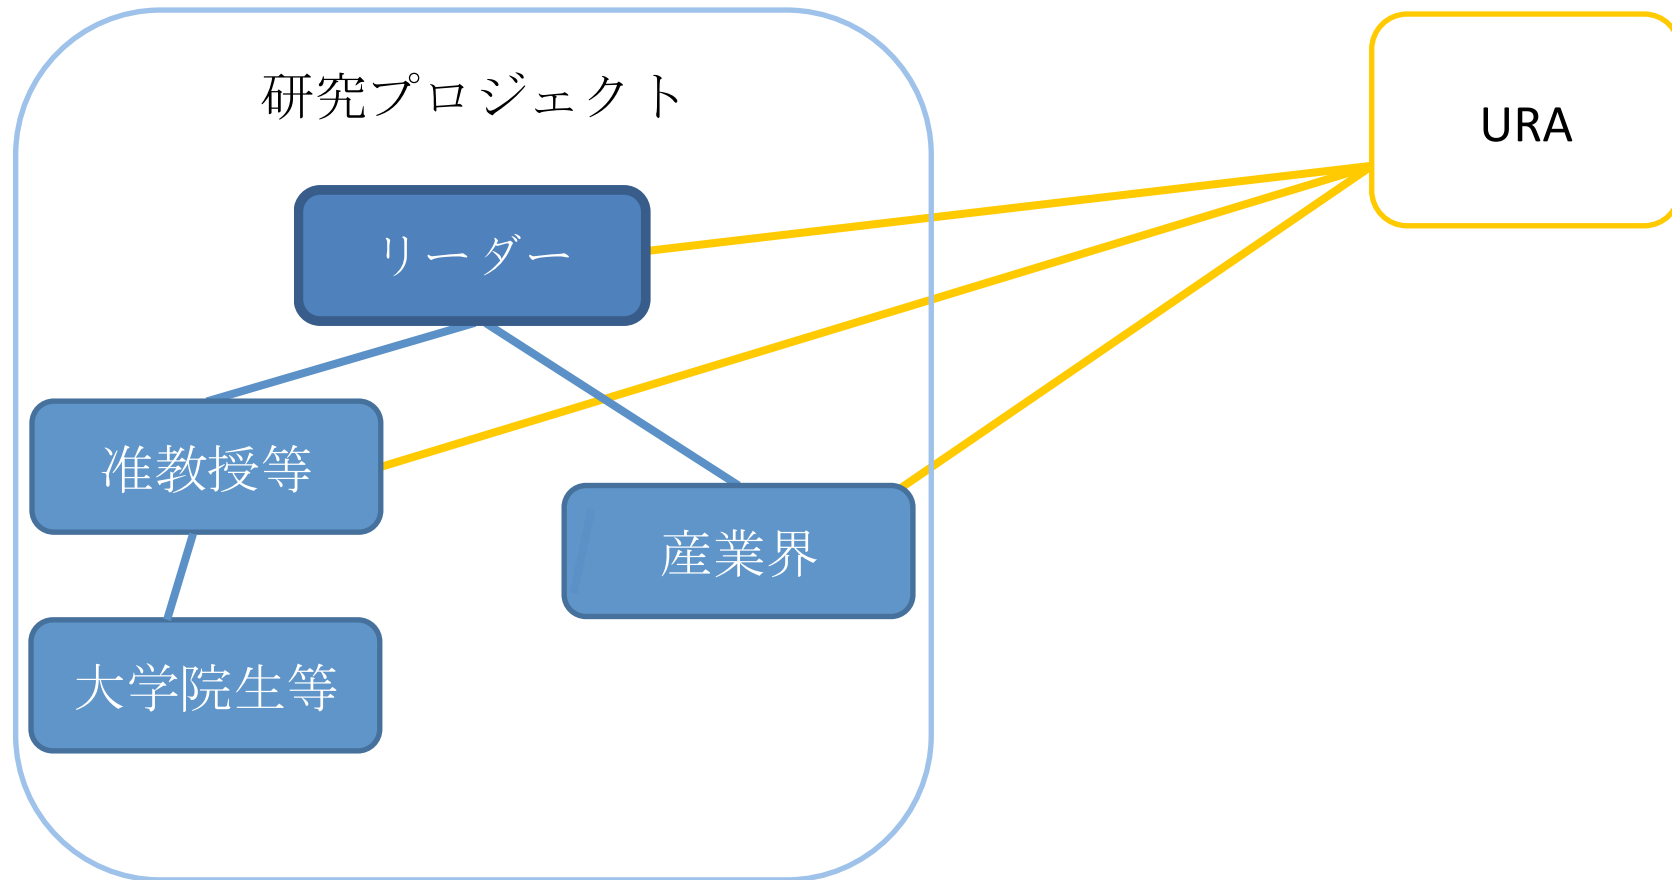 研究プロジェクト
URA
リーダー
准教授等
産業界
大学院生等